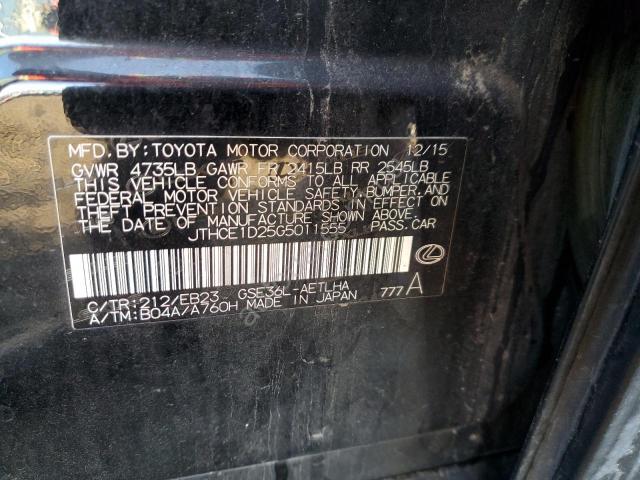 MFD. BY: TOYOTA MOTOR CORPORATION 12/15
GVWR 4735LB GAWR FR 2415LB RR 2545LB
THIS VEHICLE CONFORMS TO ALL APPLICABLE
FEDERAL MOTOR VEHICLE SAFETY, BUMPER, AND
THEFT PREVENTION STANDARDS IN EFFECT ON
THE DATE OF MANUFACTURE SHOWN ABOVE.
JTHCE1D25G5011555 PASS. CAR
C/TR: 212/EB23 GSE36L-AETLHA
A/TM: B04A/A760H MADE IN JAPAN 777 A